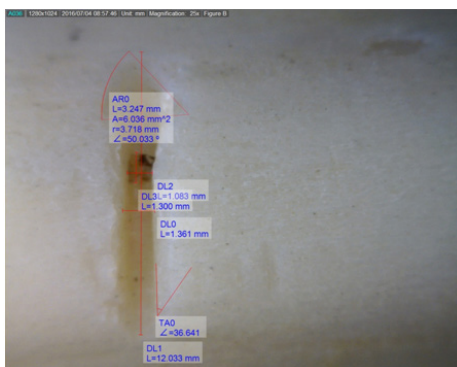 A036 1280x1024 2016/07/04 08:57:46 Unit: mm Magnification: 25x Figure B
AR0
L=3.247 mm
A=6.036 mm^2
r=3.718 mm
∠=50.033 º
DL2
DL3L=1.083 mm
L=1.300 mm
DL0
L=1.361 mm
TA0
∠=36.641
DL1
L=12.033 mm